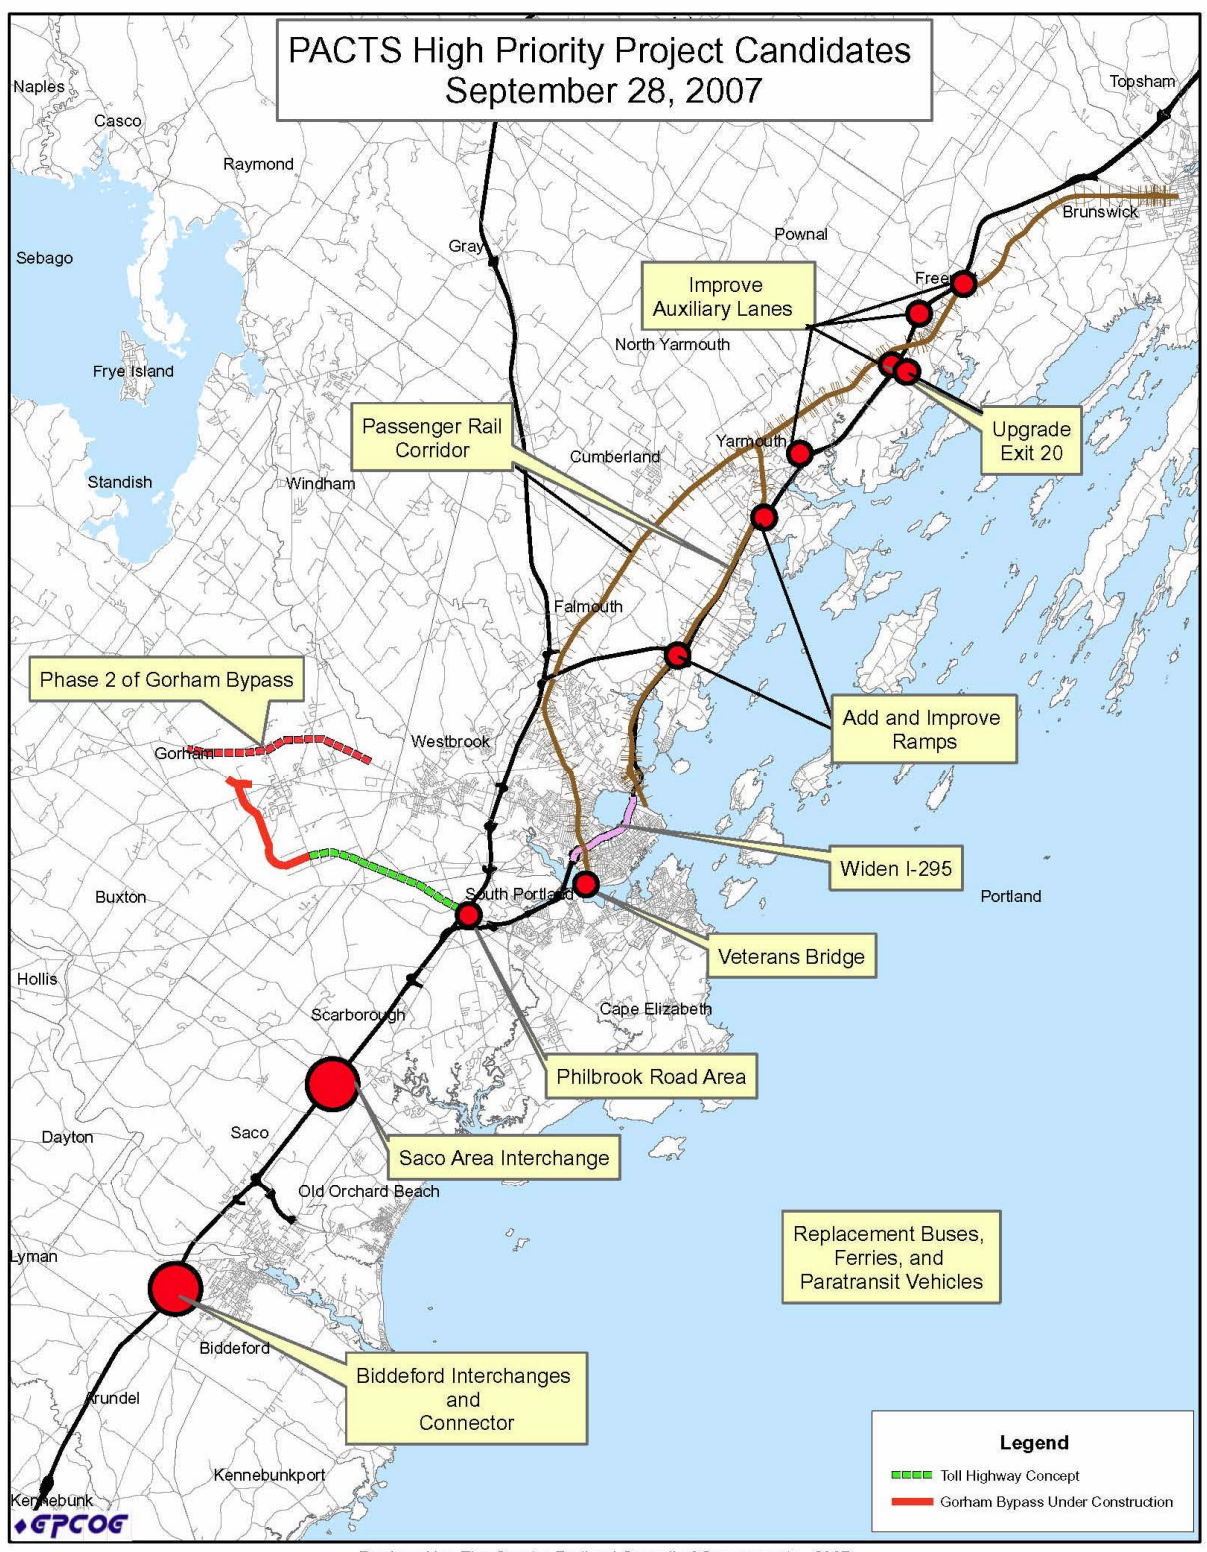 PACTS High Priority Project Candidates
September 28, 2007
Naples
Casco
Raymond
Topsham
Brunswick
Gray
Pownal
Sebago
Improve
Auxiliary Lanes
North Yarmouth
Frye Island
Passenger Rail
Corridor
Cumberland
Yarmouth
Upgrade
Exit 20
Standish
Windham
Falmouth
Phase 2 of Gorham Bypass
Gorham
Westbrook
Add and Improve
Ramps
Widen I-295
Buxton
South Portland
Portland
Veterans Bridge
Hollis
Scarborough
Cape Elizabeth
Philbrook Road Area
Dayton
Saco
Saco Area Interchange
Old Orchard Beach
Replacement Buses,
Ferries, and
Paratransit Vehicles
Lyman
Biddeford
Biddeford Interchanges
and
Connector
Arundel
Kennebunkport
Kennebunk
GPCOG
Legend
Toll Highway Concept
Gorham Bypass Under Construction